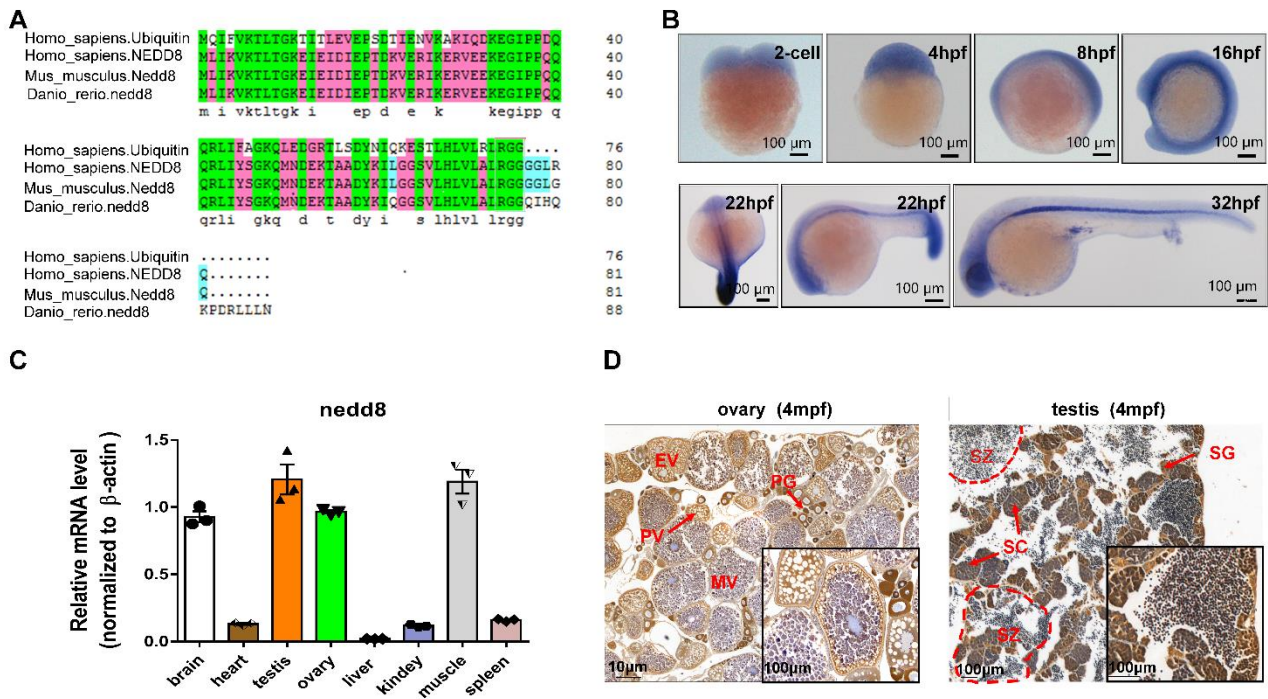 A
Homo_sapiens.Ubiquitin MQIFVKTLTGKTITLEVEPSDTIENVKAKIQDKEGIPPDQ 40
Homo_sapiens.NEDD8 MLIKVKTLTGKEIEIDIEPTDKVERIKERVEEKEGIPPQQ 40
Mus_musculus.Nedd8 MLIKVKTLTGKEIEIDIEPTDKVERIKERVEEKEGIPPQQ 40
Danio_rerio.nedd8 MLIKVKTLTGKEIEIDIEPTDKVERIKERVEEKEGIPPQQ 40
m i vktltgk i ep d e k kegipp q
Homo_sapiens.Ubiquitin QRLIFAGKQLEDGRTLSDYNIQKESTLHLVLRLRGG.... 76
Homo_sapiens.NEDD8 QRLIYSGKQMNDEKTAADYKILGGSVLHLVLALRGGGGLR 80
Mus_musculus.Nedd8 QRLIYSGKQMNDEKTAADYKILGGSVLHLVLALRGGGGLG 80
Danio_rerio.nedd8 QRLIYSGKQMNDEKTAADYKIQGGSVLHLVLALRGGQIHQ 80
qrli gkq d t dy i s lhlvl lrgg
Homo_sapiens.Ubiquitin ........ 76
Homo_sapiens.NEDD8 Q....... 81
Mus_musculus.Nedd8 Q....... 81
Danio_rerio.nedd8 KPDRLLLN 88
B
2-cell 4hpf 8hpf 16hpf
100 µm 100 µm 100 µm 100 µm
22hpf 22hpf 32hpf
100 µm 100 µm 100 µm
C
nedd8
Relative mRNA level
(normalized to β-actin )
1.5
1.0
0.5
0.0
brain heart testis ovary liver kindey muscle spleen
D
ovary (4mpf) testis (4mpf)
EV PG PV MV
10µm 100µm
SZ SG SC SZ
100µm 100µm